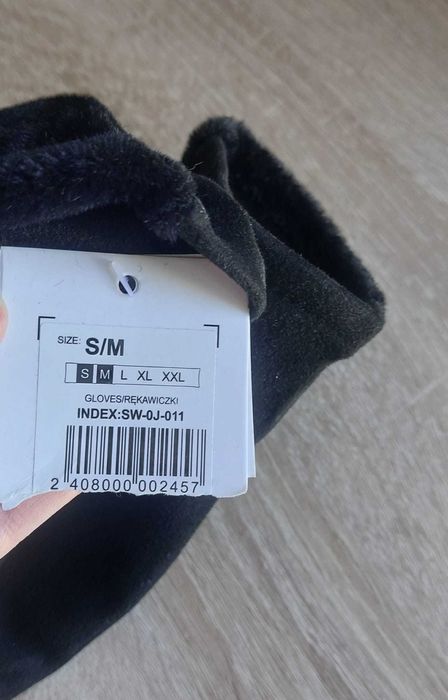 SIZE: S/M
S M L XL XXL
GLOVES/RĘKAWICZKI
INDEX:SW-0J-011
2 408000 002457